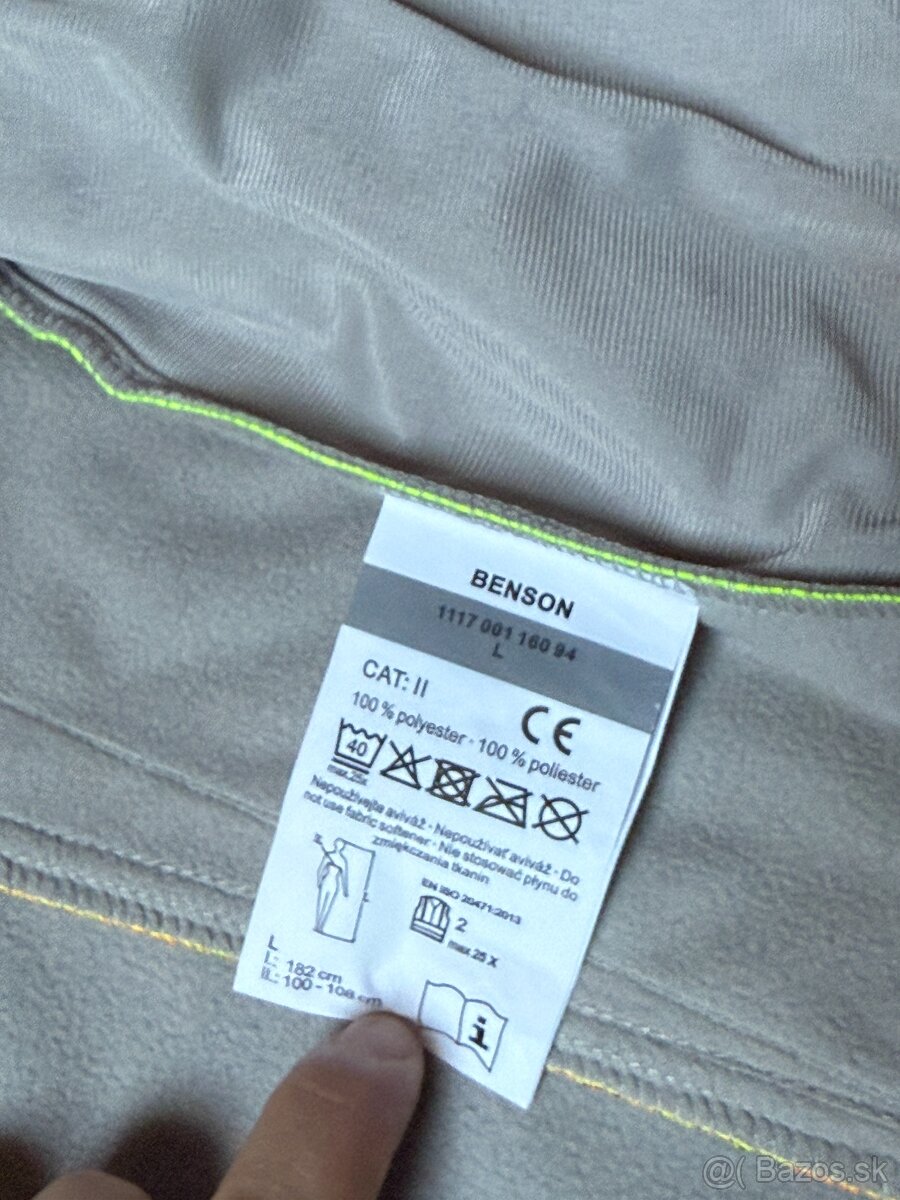 BENSON
1117 001 160 94
L
CAT: II
CE
100 % polyester · 100 % poliester
40
max.25x
Nepoužívejte aviváž · Nepoužívať aviváž · Do
not use fabric softener · Nie stosować płynu do
zmiękczania tkanin
EN ISO 20471:2013
2
max.25 X
L
I.: 182 cm
II.: 100 - 108 cm
i
@( Bazos.sk